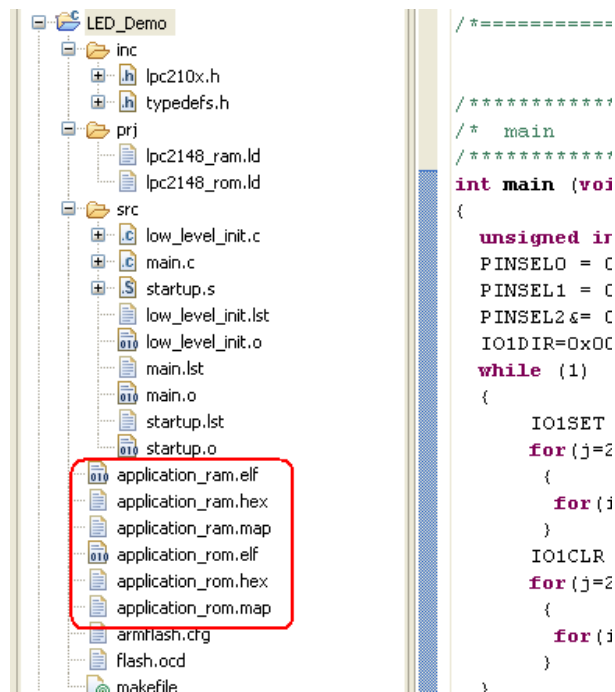 LED_Demo
inc
lpc210x.h
typedefs.h
prj
lpc2148_ram.ld
lpc2148_rom.ld
src
low_level_init.c
main.c
startup.s
low_level_init.lst
low_level_init.o
main.lst
main.o
startup.lst
startup.o
application_ram.elf
application_ram.hex
application_ram.map
application_rom.elf
application_rom.hex
application_rom.map
armflash.cfg
flash.ocd
makefile
/*============
/*************
/*  main
/*************
int main (voi
{
unsigned in
PINSEL0 = 0
PINSEL1 = 0
PINSEL2&= 0
IO1DIR=0x00
while (1)
{
IO1SET
for(j=2
{
for(i
}
IO1CLR
for(j=2
{
for(i
}
}